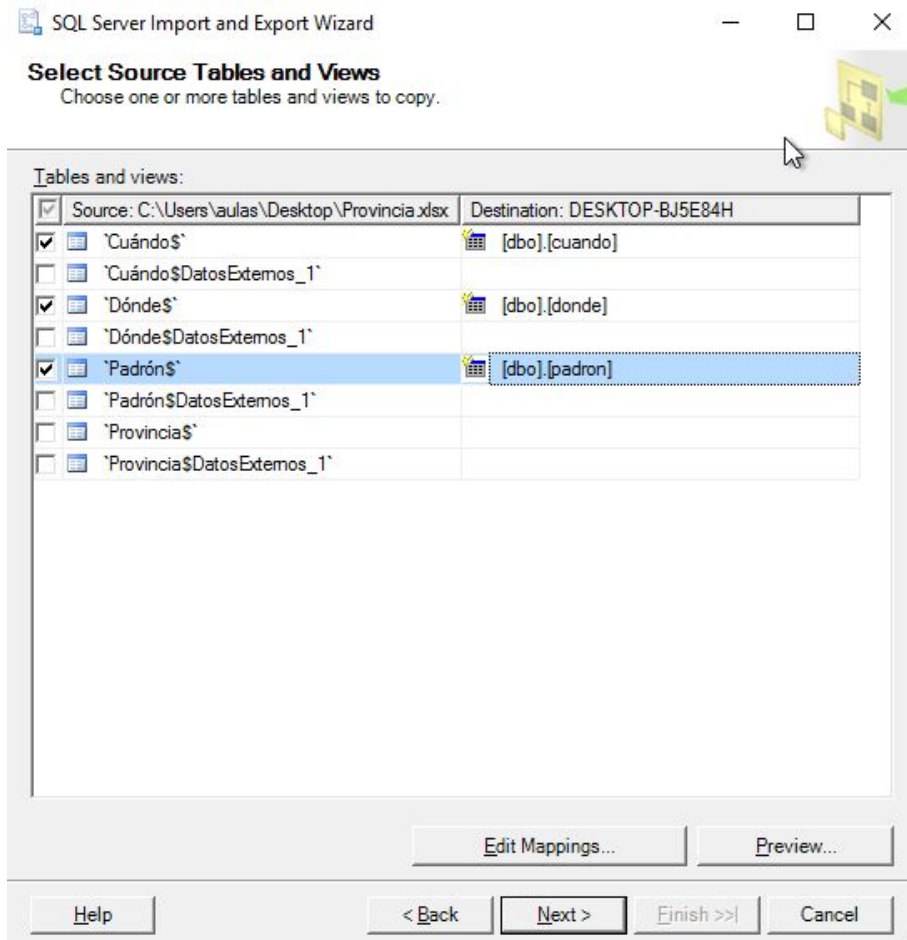 SQL Server Import and Export Wizard
Select Source Tables and Views
Choose one or more tables and views to copy.
Tables and views:
Source: C:\Users\aulas\Desktop\Provincia.xlsx Destination: DESKTOP-BJ5E84H
`Cuándo$` [dbo].[cuando]
`Cuándo$DatosExternos_1`
`Dónde$` [dbo].[donde]
`Dónde$DatosExternos_1`
`Padrón$` [dbo].[padron]
`Padrón$DatosExternos_1`
`Provincia$`
`Provincia$DatosExternos_1`
Edit Mappings... Preview...
Help < Back Next > Finish >>| Cancel